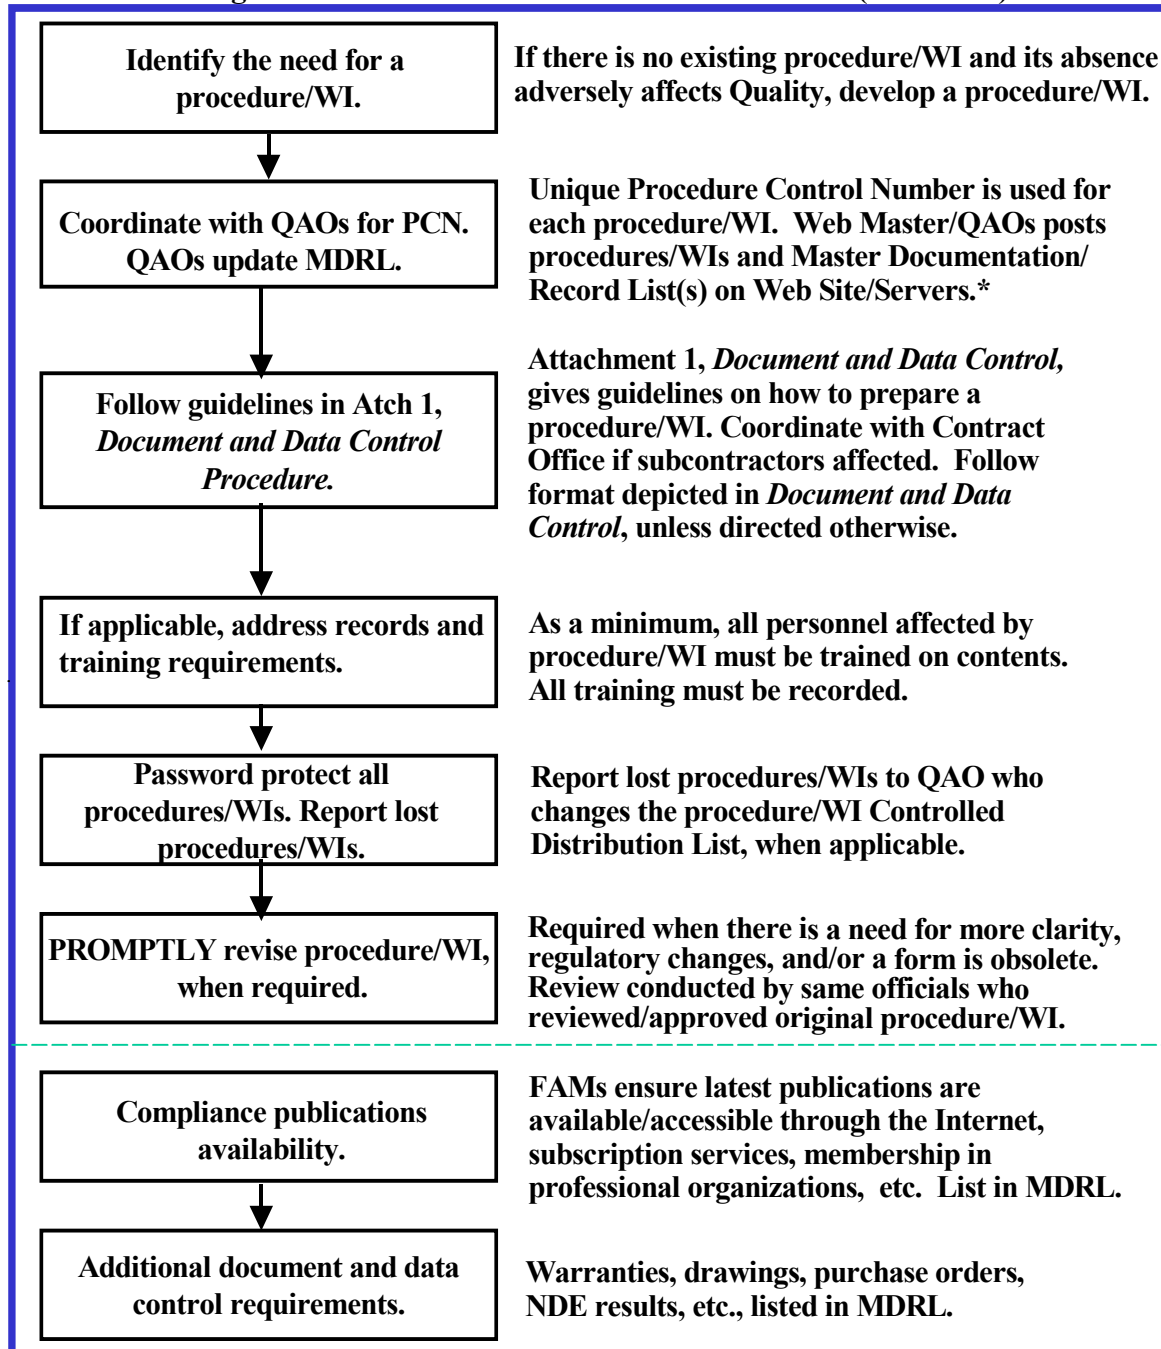 Identify the need for a
procedure/WI.
If there is no existing procedure/WI and its absence
adversely affects Quality, develop a procedure/WI.
Coordinate with QAOs for PCN.
QAOs update MDRL.
Unique Procedure Control Number is used for
each procedure/WI. Web Master/QAOs posts
procedures/WIs and Master Documentation/
Record List(s) on Web Site/Servers.*
Follow guidelines in Atch 1,
Document and Data Control
Procedure.
Attachment 1, Document and Data Control,
gives guidelines on how to prepare a
procedure/WI. Coordinate with Contract
Office if subcontractors affected. Follow
format depicted in Document and Data
Control, unless directed otherwise.
If applicable, address records and
training requirements.
As a minimum, all personnel affected by
procedure/WI must be trained on contents.
All training must be recorded.
Password protect all
procedures/WIs. Report lost
procedures/WIs.
Report lost procedures/WIs to QAO who
changes the procedure/WI Controlled
Distribution List, when applicable.
PROMPTLY revise procedure/WI,
when required.
Required when there is a need for more clarity,
regulatory changes, and/or a form is obsolete.
Review conducted by same officials who
reviewed/approved original procedure/WI.
Compliance publications
availability.
FAMs ensure latest publications are
available/accessible through the Internet,
subscription services, membership in
professional organizations, etc. List in MDRL.
Additional document and data
control requirements.
Warranties, drawings, purchase orders,
NDE results, etc., listed in MDRL.